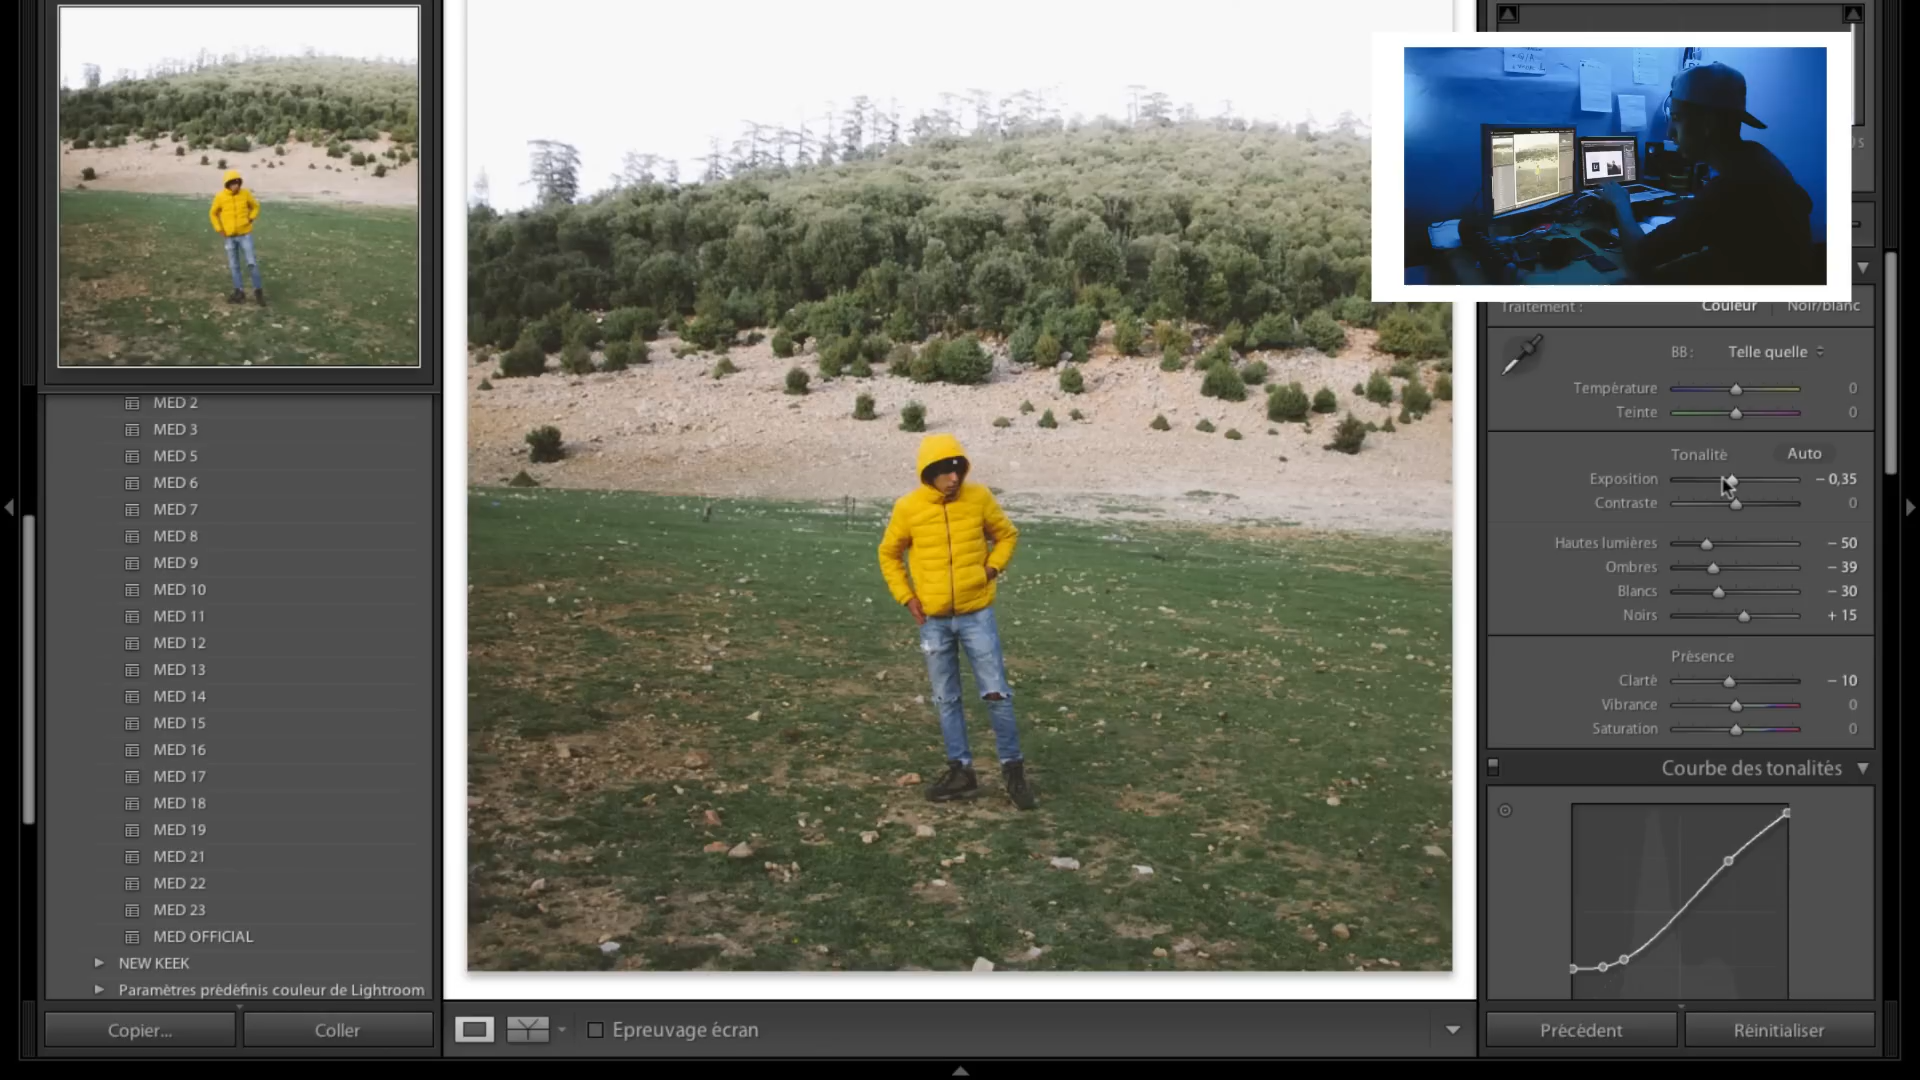 MED 2
MED 3
MED 5
MED 6
MED 7
MED 8
MED 9
MED 10
MED 11
MED 12
MED 13
MED 14
MED 15
MED 16
MED 17
MED 18
MED 19
MED 21
MED 22
MED 23
MED OFFICIAL
NEW KEEK
Paramètres prédéfinis couleur de Lightroom
Copier...
Coller
Epreuvage écran
Traitement :
Couleur
Noir/blanc
BB :
Telle quelle
Température 0
Teinte 0
Tonalité
Auto
Exposition – 0,35
Contraste 0
Hautes lumières – 50
Ombres – 39
Blancs – 30
Noirs + 15
Présence
Clarté – 10
Vibrance 0
Saturation 0
Courbe des tonalités
Précédent
Réinitialiser